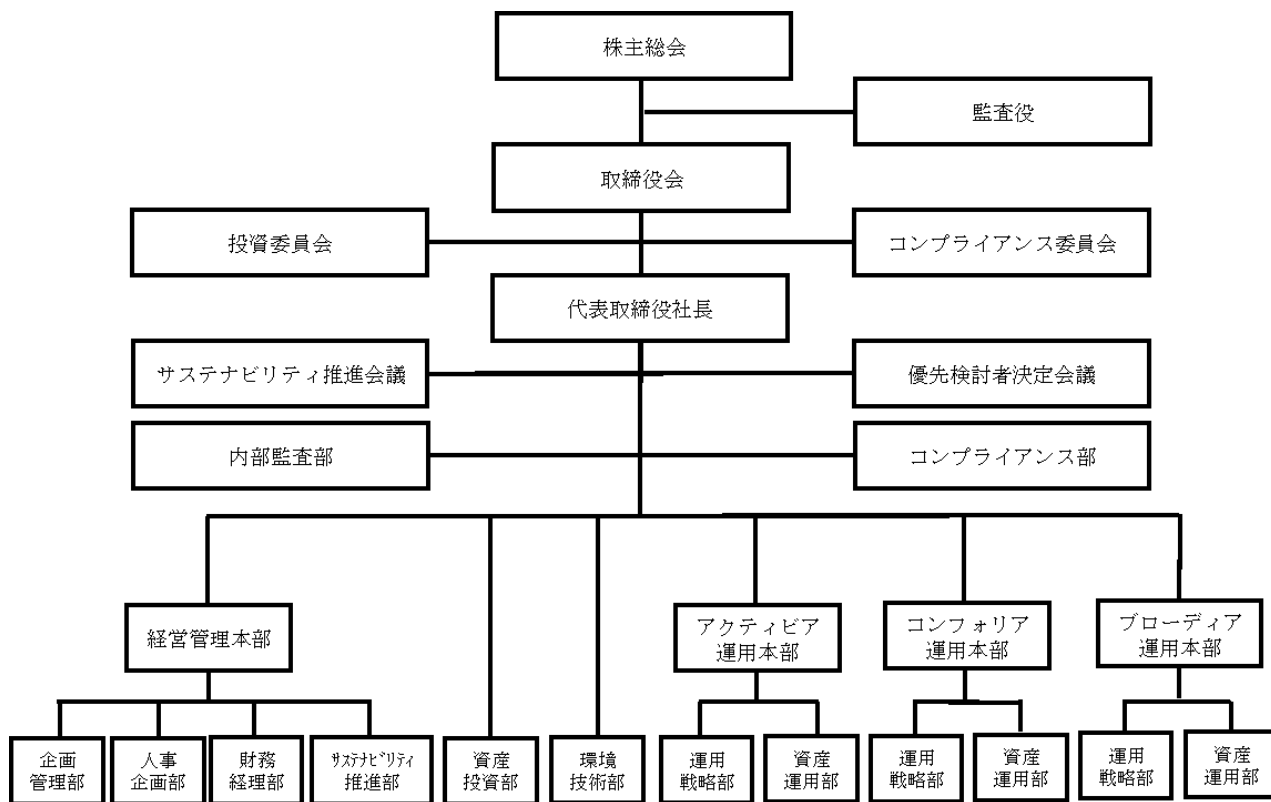 株主総会
監査役
取締役会
投資委員会
コンプライアンス委員会
代表取締役社長
サステナビリティ推進会議
優先検討者決定会議
内部監査部
コンプライアンス部
経営管理本部
アクティビア
運用本部
コンフォリア
運用本部
ブローディア
運用本部
企画
管理部
人事
企画部
財務
経理部
ｻｽﾃﾅﾋﾞﾘﾃｨ
推進部
資産
投資部
環境
技術部
運用
戦略部
資産
運用部
運用
戦略部
資産
運用部
運用
戦略部
資産
運用部